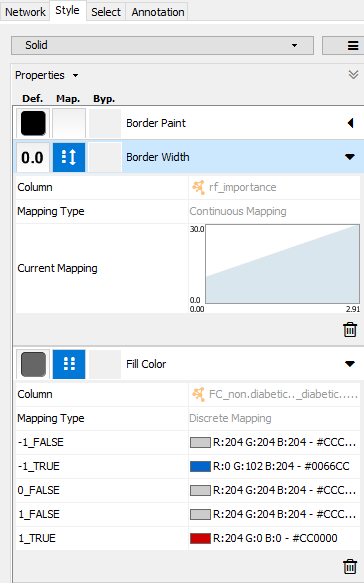 Network Style Select Annotation
Solid
Properties
Def. Map. Byp.
Border Paint
0.0 Border Width
Column rf_importance
Mapping Type Continuous Mapping
30.0
Current Mapping
0.0
0.00 2.91
Fill Color
Column FC_non.diabetic.._diabetic.....
Mapping Type Discrete Mapping
-1_FALSE R:204 G:204 B:204 - #CCC...
-1_TRUE R:0 G:102 B:204 - #0066CC
0_FALSE R:204 G:204 B:204 - #CCC...
1_FALSE R:204 G:204 B:204 - #CCC...
1_TRUE R:204 G:0 B:0 - #CC0000